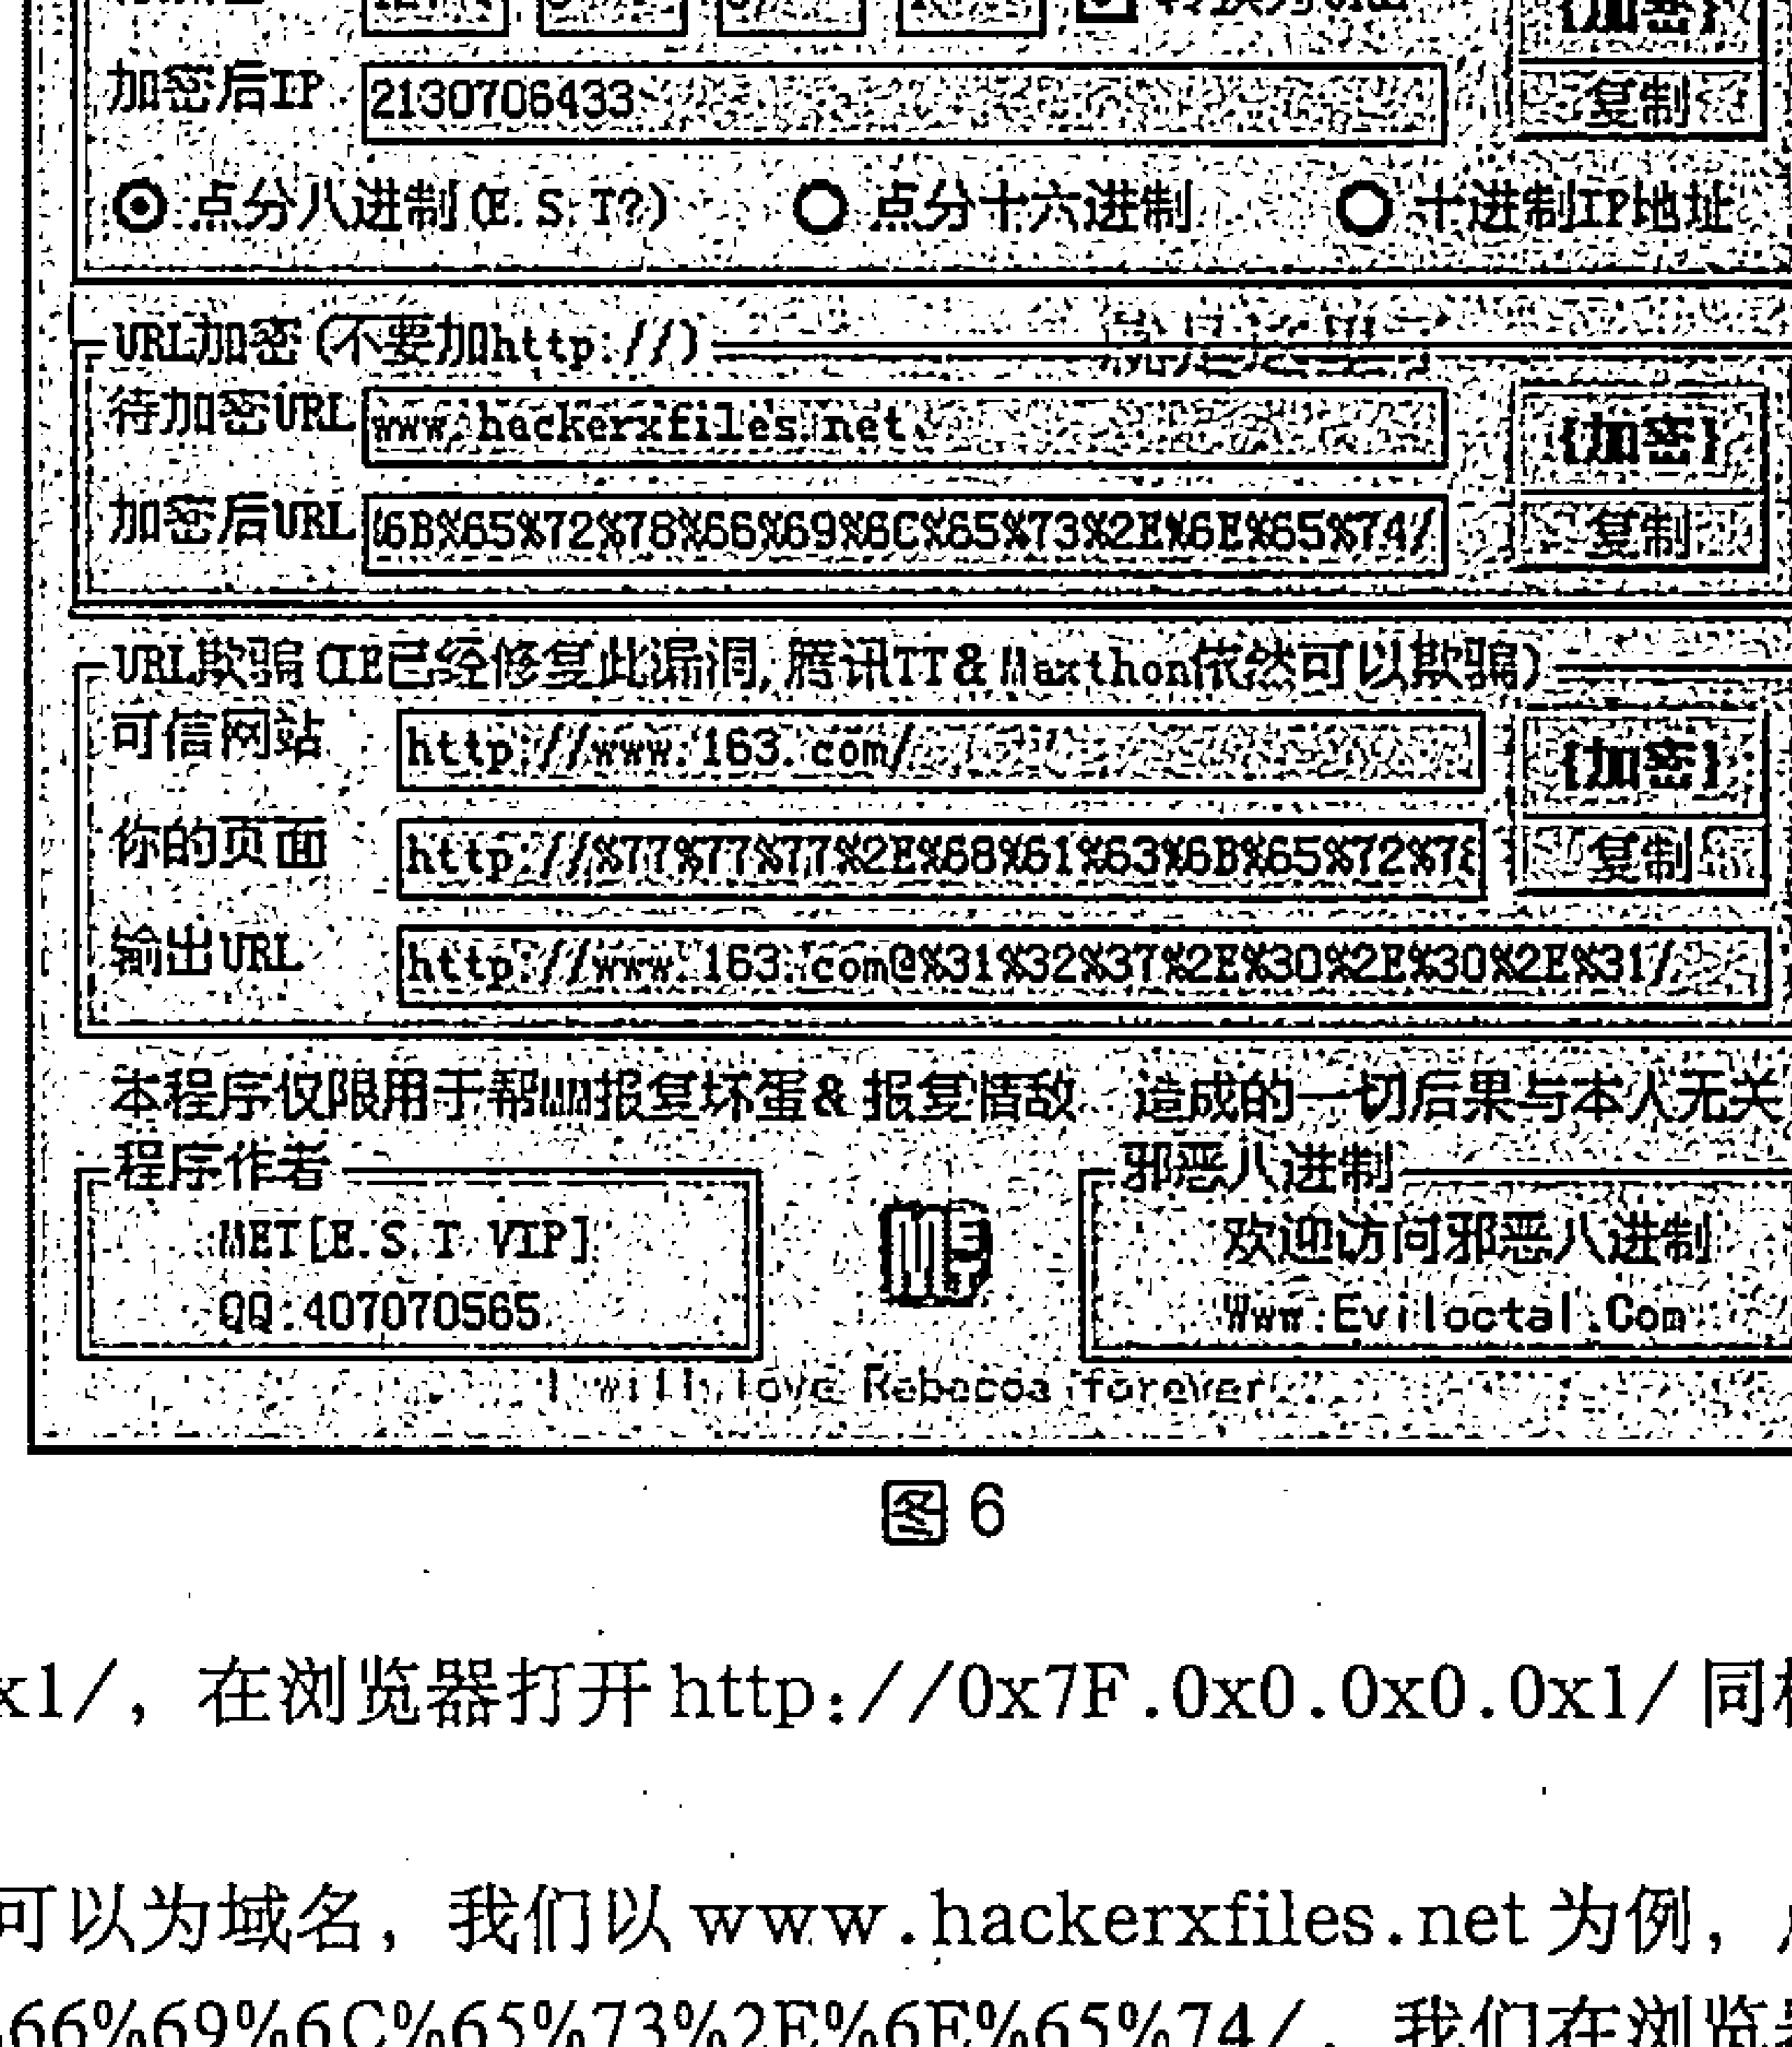 加密后IP 2130706433 复制
点分八进制(E.S.T?) 点分十六进制 十进制IP地址
URL加密(不要加http://)
待加密URL www.hackerxfiles.net {加密}
加密后URL 6B%65%72%78%66%69%6C%65%73%2E%6E%65%74/ 复制
URL欺骗(IE已经修复此漏洞,腾讯TT&Maxthon依然可以欺骗)
可信网站 http://www.163.com/ {加密}
你的页面 http://%77%77%77%2E%68%61%63%6B%65%72%78 复制
输出URL http://www.163.com@%31%32%37%2E%30%2E%30%2E%31/
本程序仅限用于帮MM报复坏蛋&报复情敌 造成的一切后果与本人无关
程序作者 邪恶八进制
MET[E.S.T VIP] 欢迎访问邪恶八进制
QQ:407070565 Www.Eviloctal.Com
I will love Rebecca forever
图 6
x1/，在浏览器打开 http://0x7F.0x0.0x0.0x1/ 同
可以为域名，我们以 www.hackerxfiles.net 为例，
66%69%6C%65%73%2E%6E%65%74/，我们在浏览